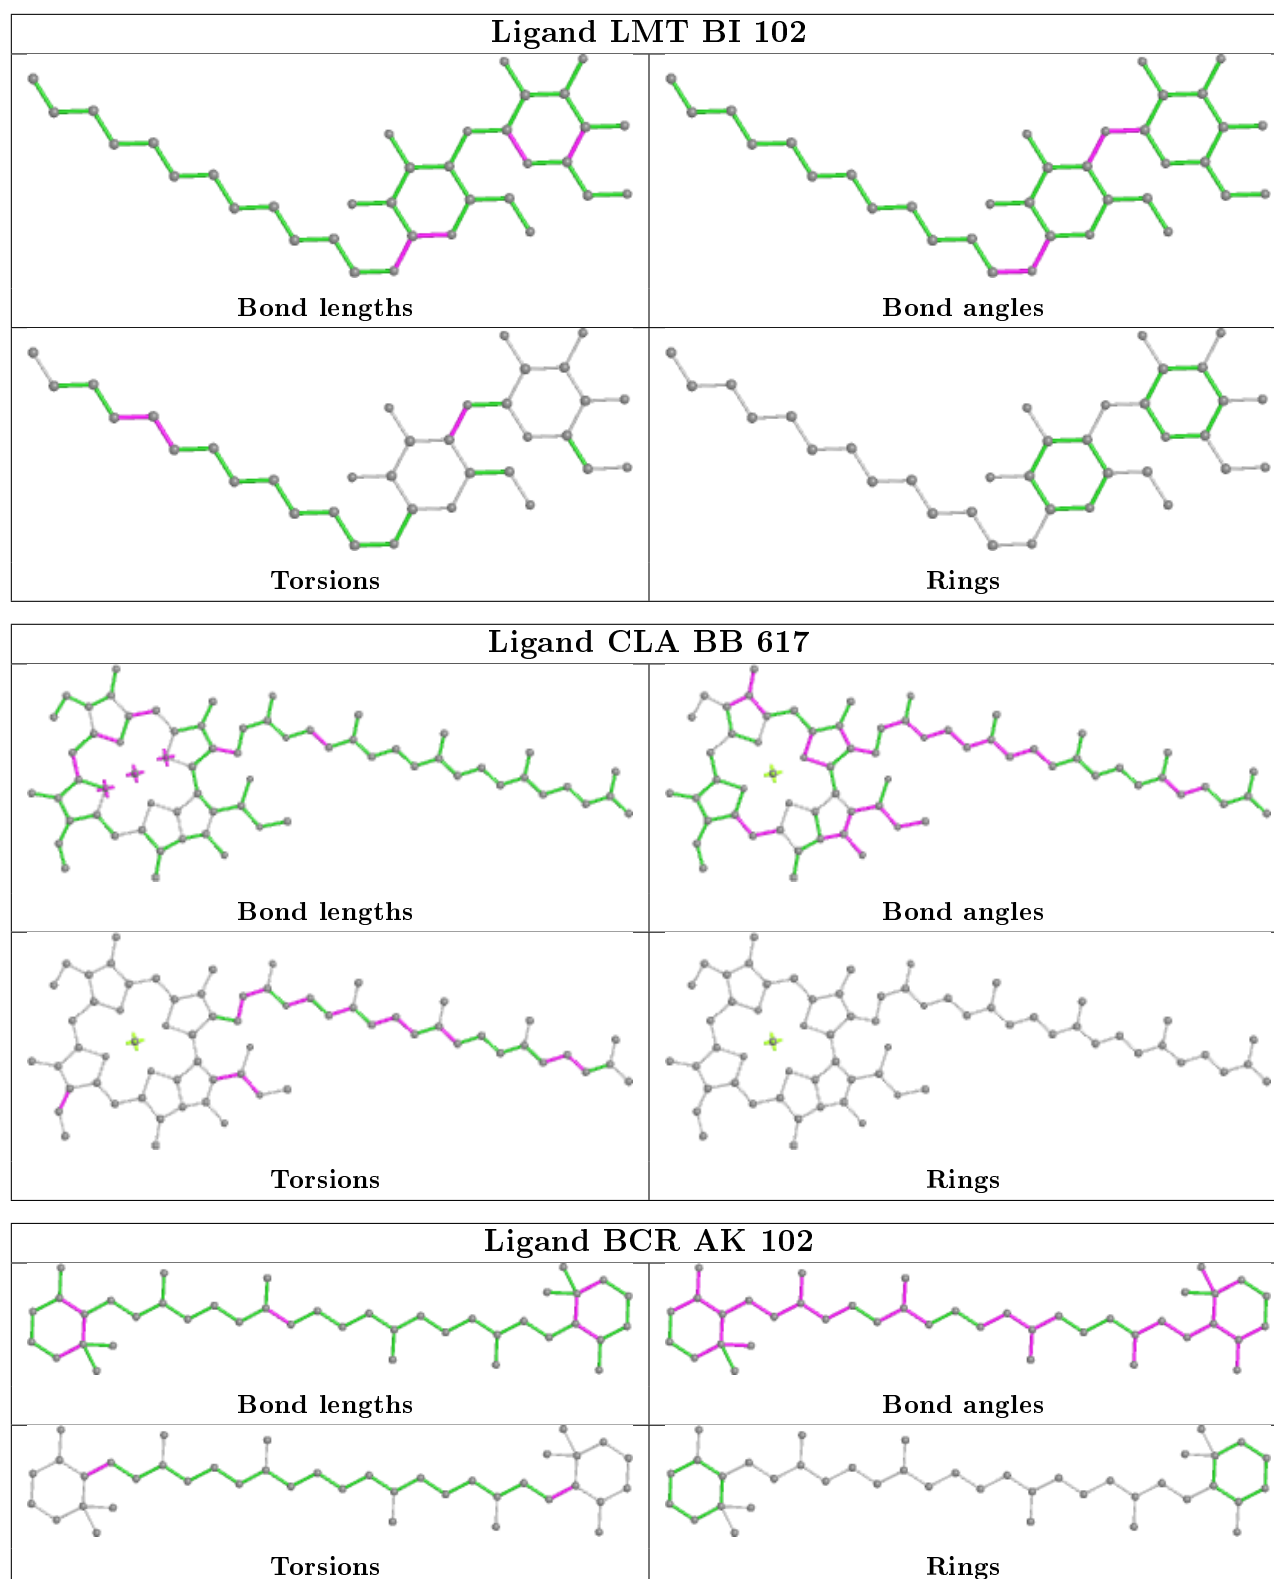 Ligand LMT BI 102
Bond lengths
Bond angles
Torsions
Rings
Ligand CLA BB 617
Bond lengths
Bond angles
Torsions
Rings
Ligand BCR AK 102
Bond lengths
Bond angles
Torsions
Rings